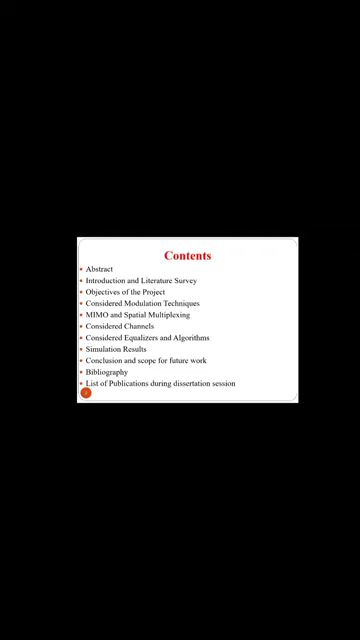 Contents
Abstract
Introduction and Literature Survey
Objectives of the Project
Considered Modulation Techniques
MIMO and Spatial Multiplexing
Considered Channels
Considered Equalizers and Algorithms
Simulation Results
Conclusion and scope for future work
Bibliography
List of Publications during dissertation session